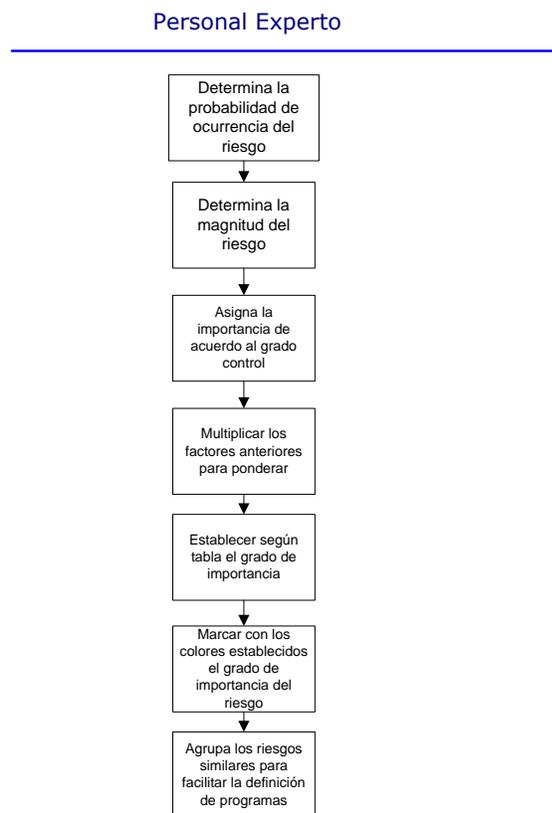 Personal Experto
Determina la
probabilidad de
ocurrencia del
riesgo
Determina la
magnitud del
riesgo
Asigna la
importancia de
acuerdo al grado
control
Multiplicar los
factores anteriores
para ponderar
Establecer según
tabla el grado de
importancia
Marcar con los
colores establecidos
el grado de
importancia del
riesgo
Agrupa los riesgos
similares para
facilitar la definición
de programas